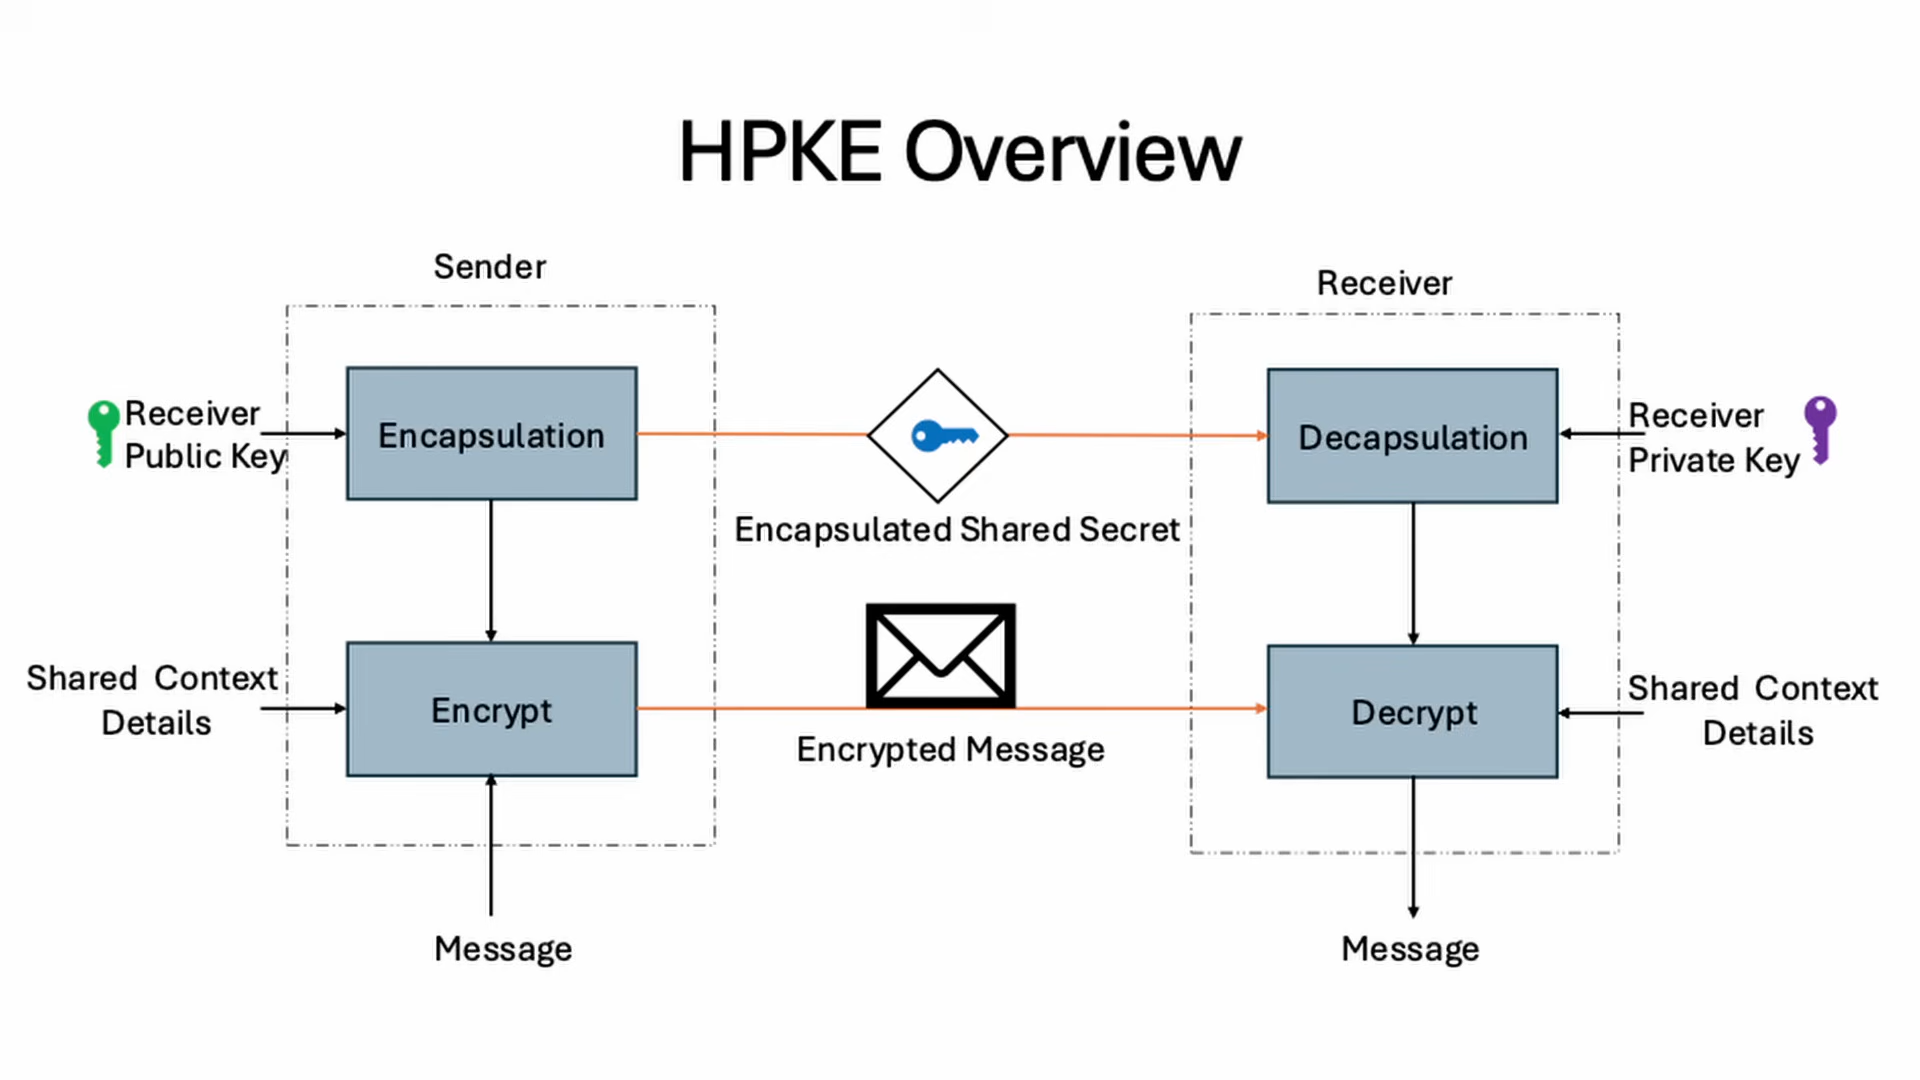 HPKE Overview
Sender
Receiver
Receiver
Public Key
Encapsulation
Decapsulation
Receiver
Private Key
Encapsulated Shared Secret
Shared Context
Details
Encrypt
Encrypted Message
Decrypt
Shared Context
Details
Message
Message